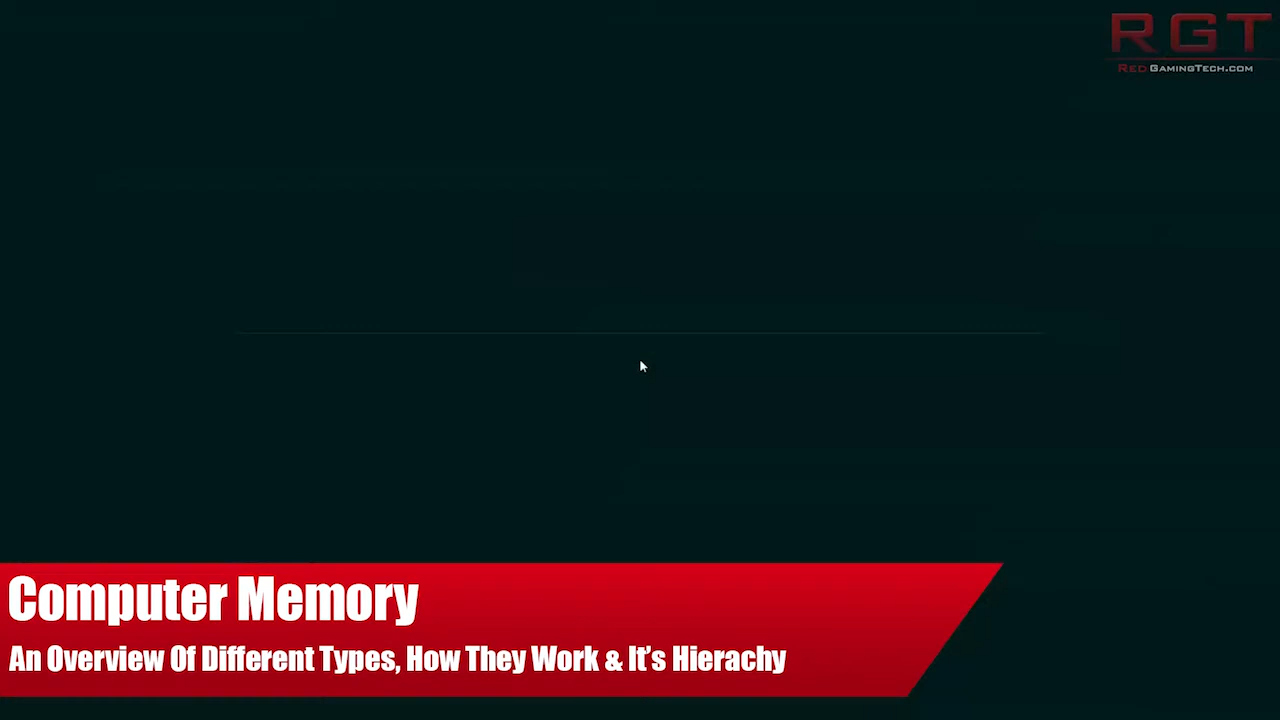 RGT
RedGamingTech.com
Computer Memory
An Overview Of Different Types, How They Work & It's Hierachy